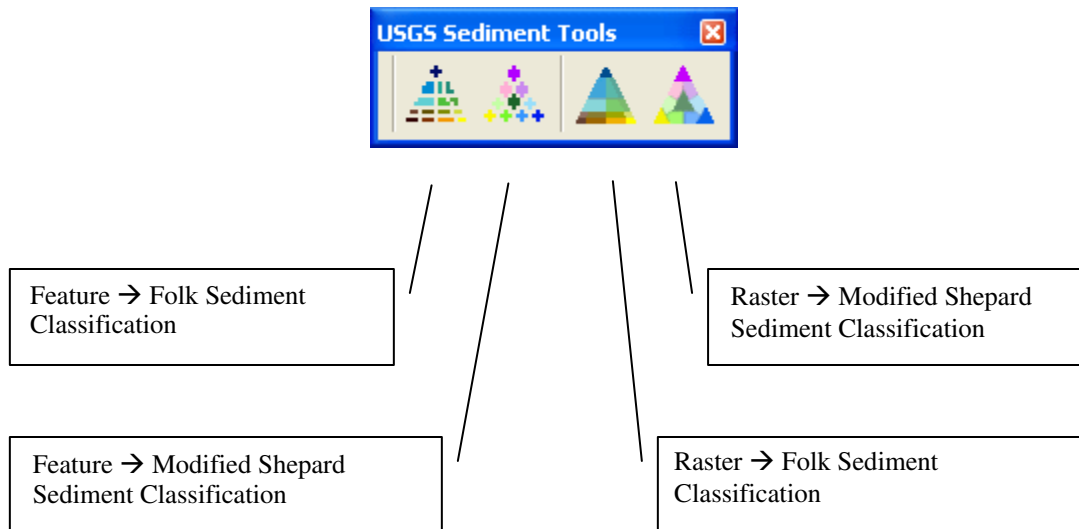 USGS Sediment Tools
Feature → Folk Sediment
Classification
Raster → Modified Shepard
Sediment Classification
Feature → Modified Shepard
Sediment Classification
Raster → Folk Sediment
Classification